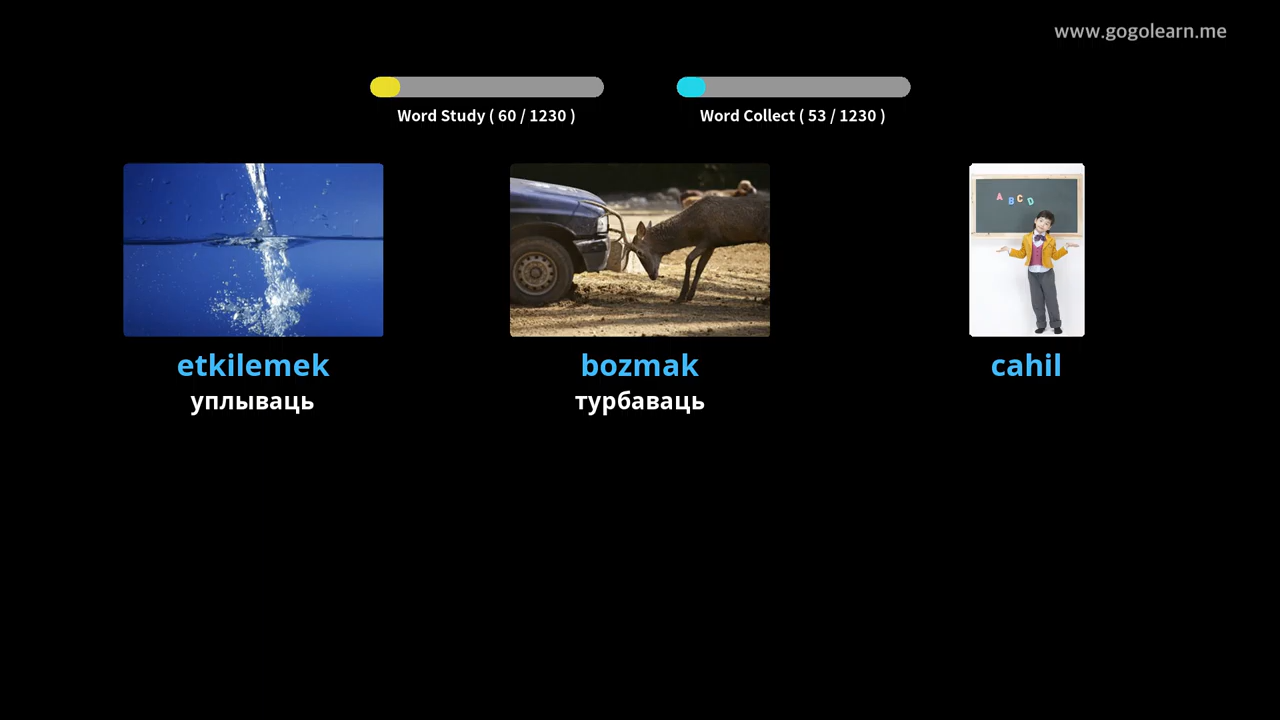 www.gogolearn.me
Word Study ( 60 / 1230 )
Word Collect ( 53 / 1230 )
A B C D
etkilemek
bozmak
cahil
уплываць
турбаваць